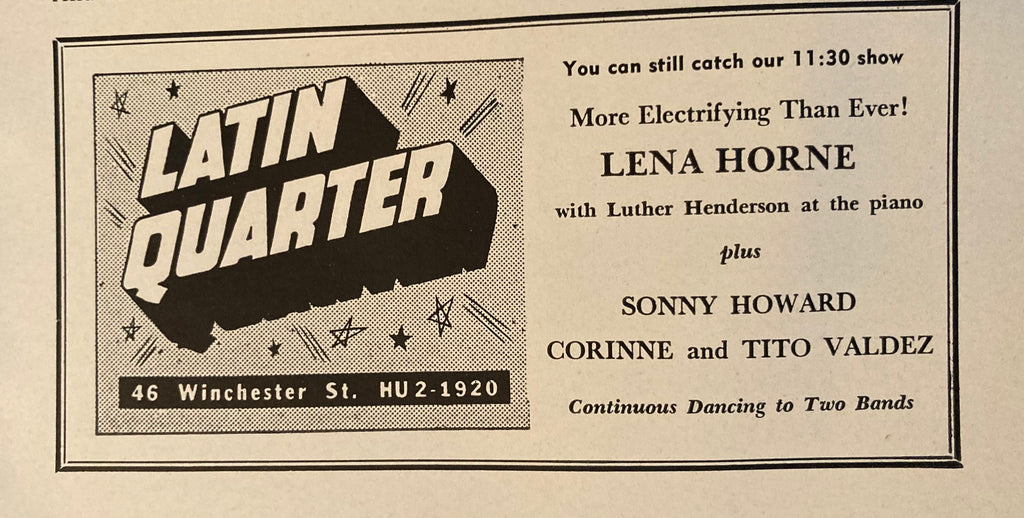 LATIN
QUARTER
46 Winchester St. HU 2-1920
You can still catch our 11:30 show
More Electrifying Than Ever!
LENA HORNE
with Luther Henderson at the piano
plus
SONNY HOWARD
CORINNE and TITO VALDEZ
Continuous Dancing to Two Bands